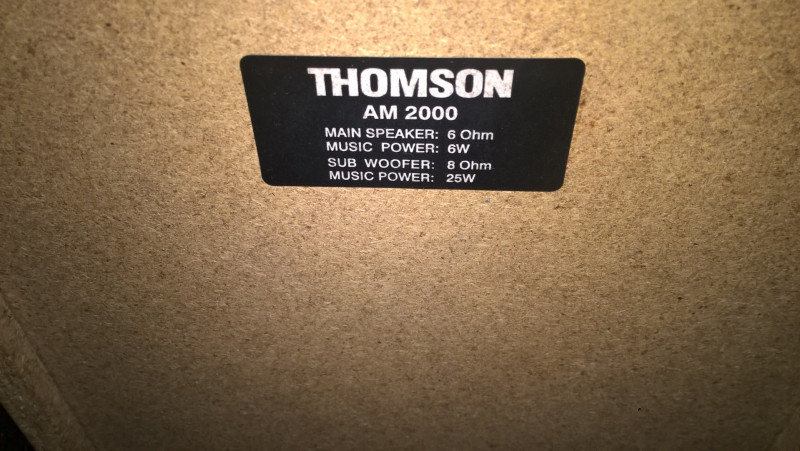 THOMSON
AM 2000
MAIN SPEAKER: 6 Ohm
MUSIC POWER: 6W
SUB WOOFER: 8 Ohm
MUSIC POWER: 25W